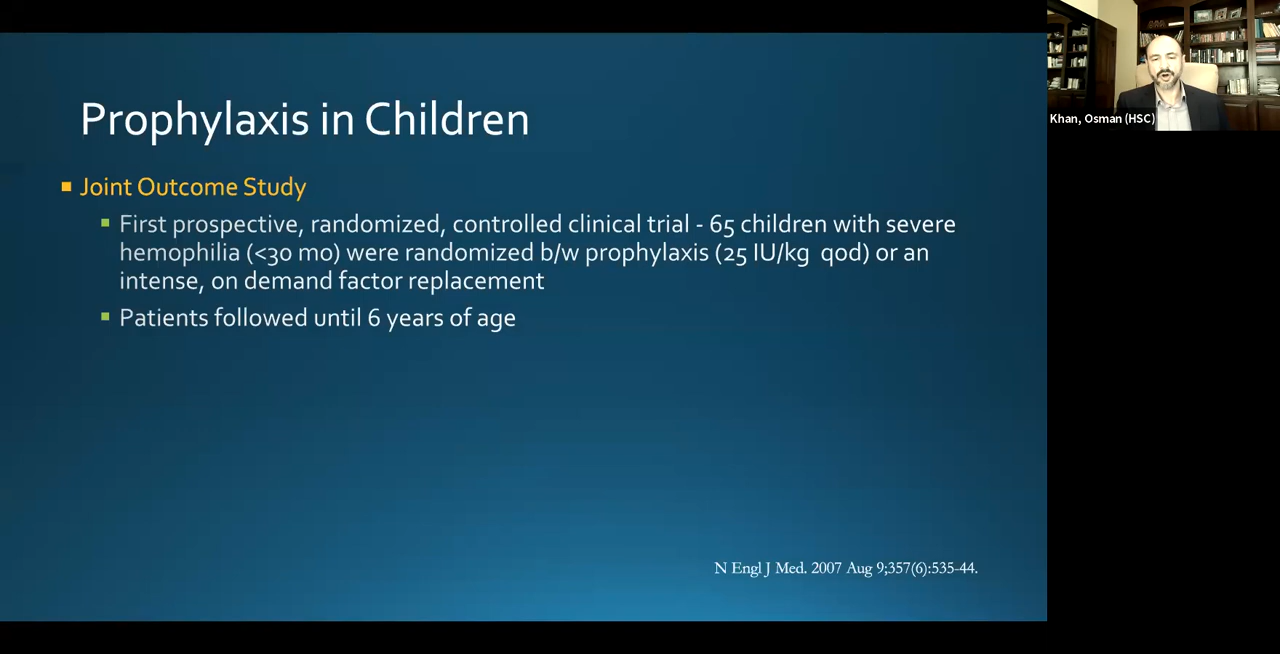 Prophylaxis in Children
Joint Outcome Study
First prospective, randomized, controlled clinical trial - 65 children with severe
hemophilia (<30 mo) were randomized b/w prophylaxis (25 IU/kg qod) or an
intense, on demand factor replacement
Patients followed until 6 years of age
N Engl J Med. 2007 Aug 9;357(6):535-44.
Khan, Osman (HSC)